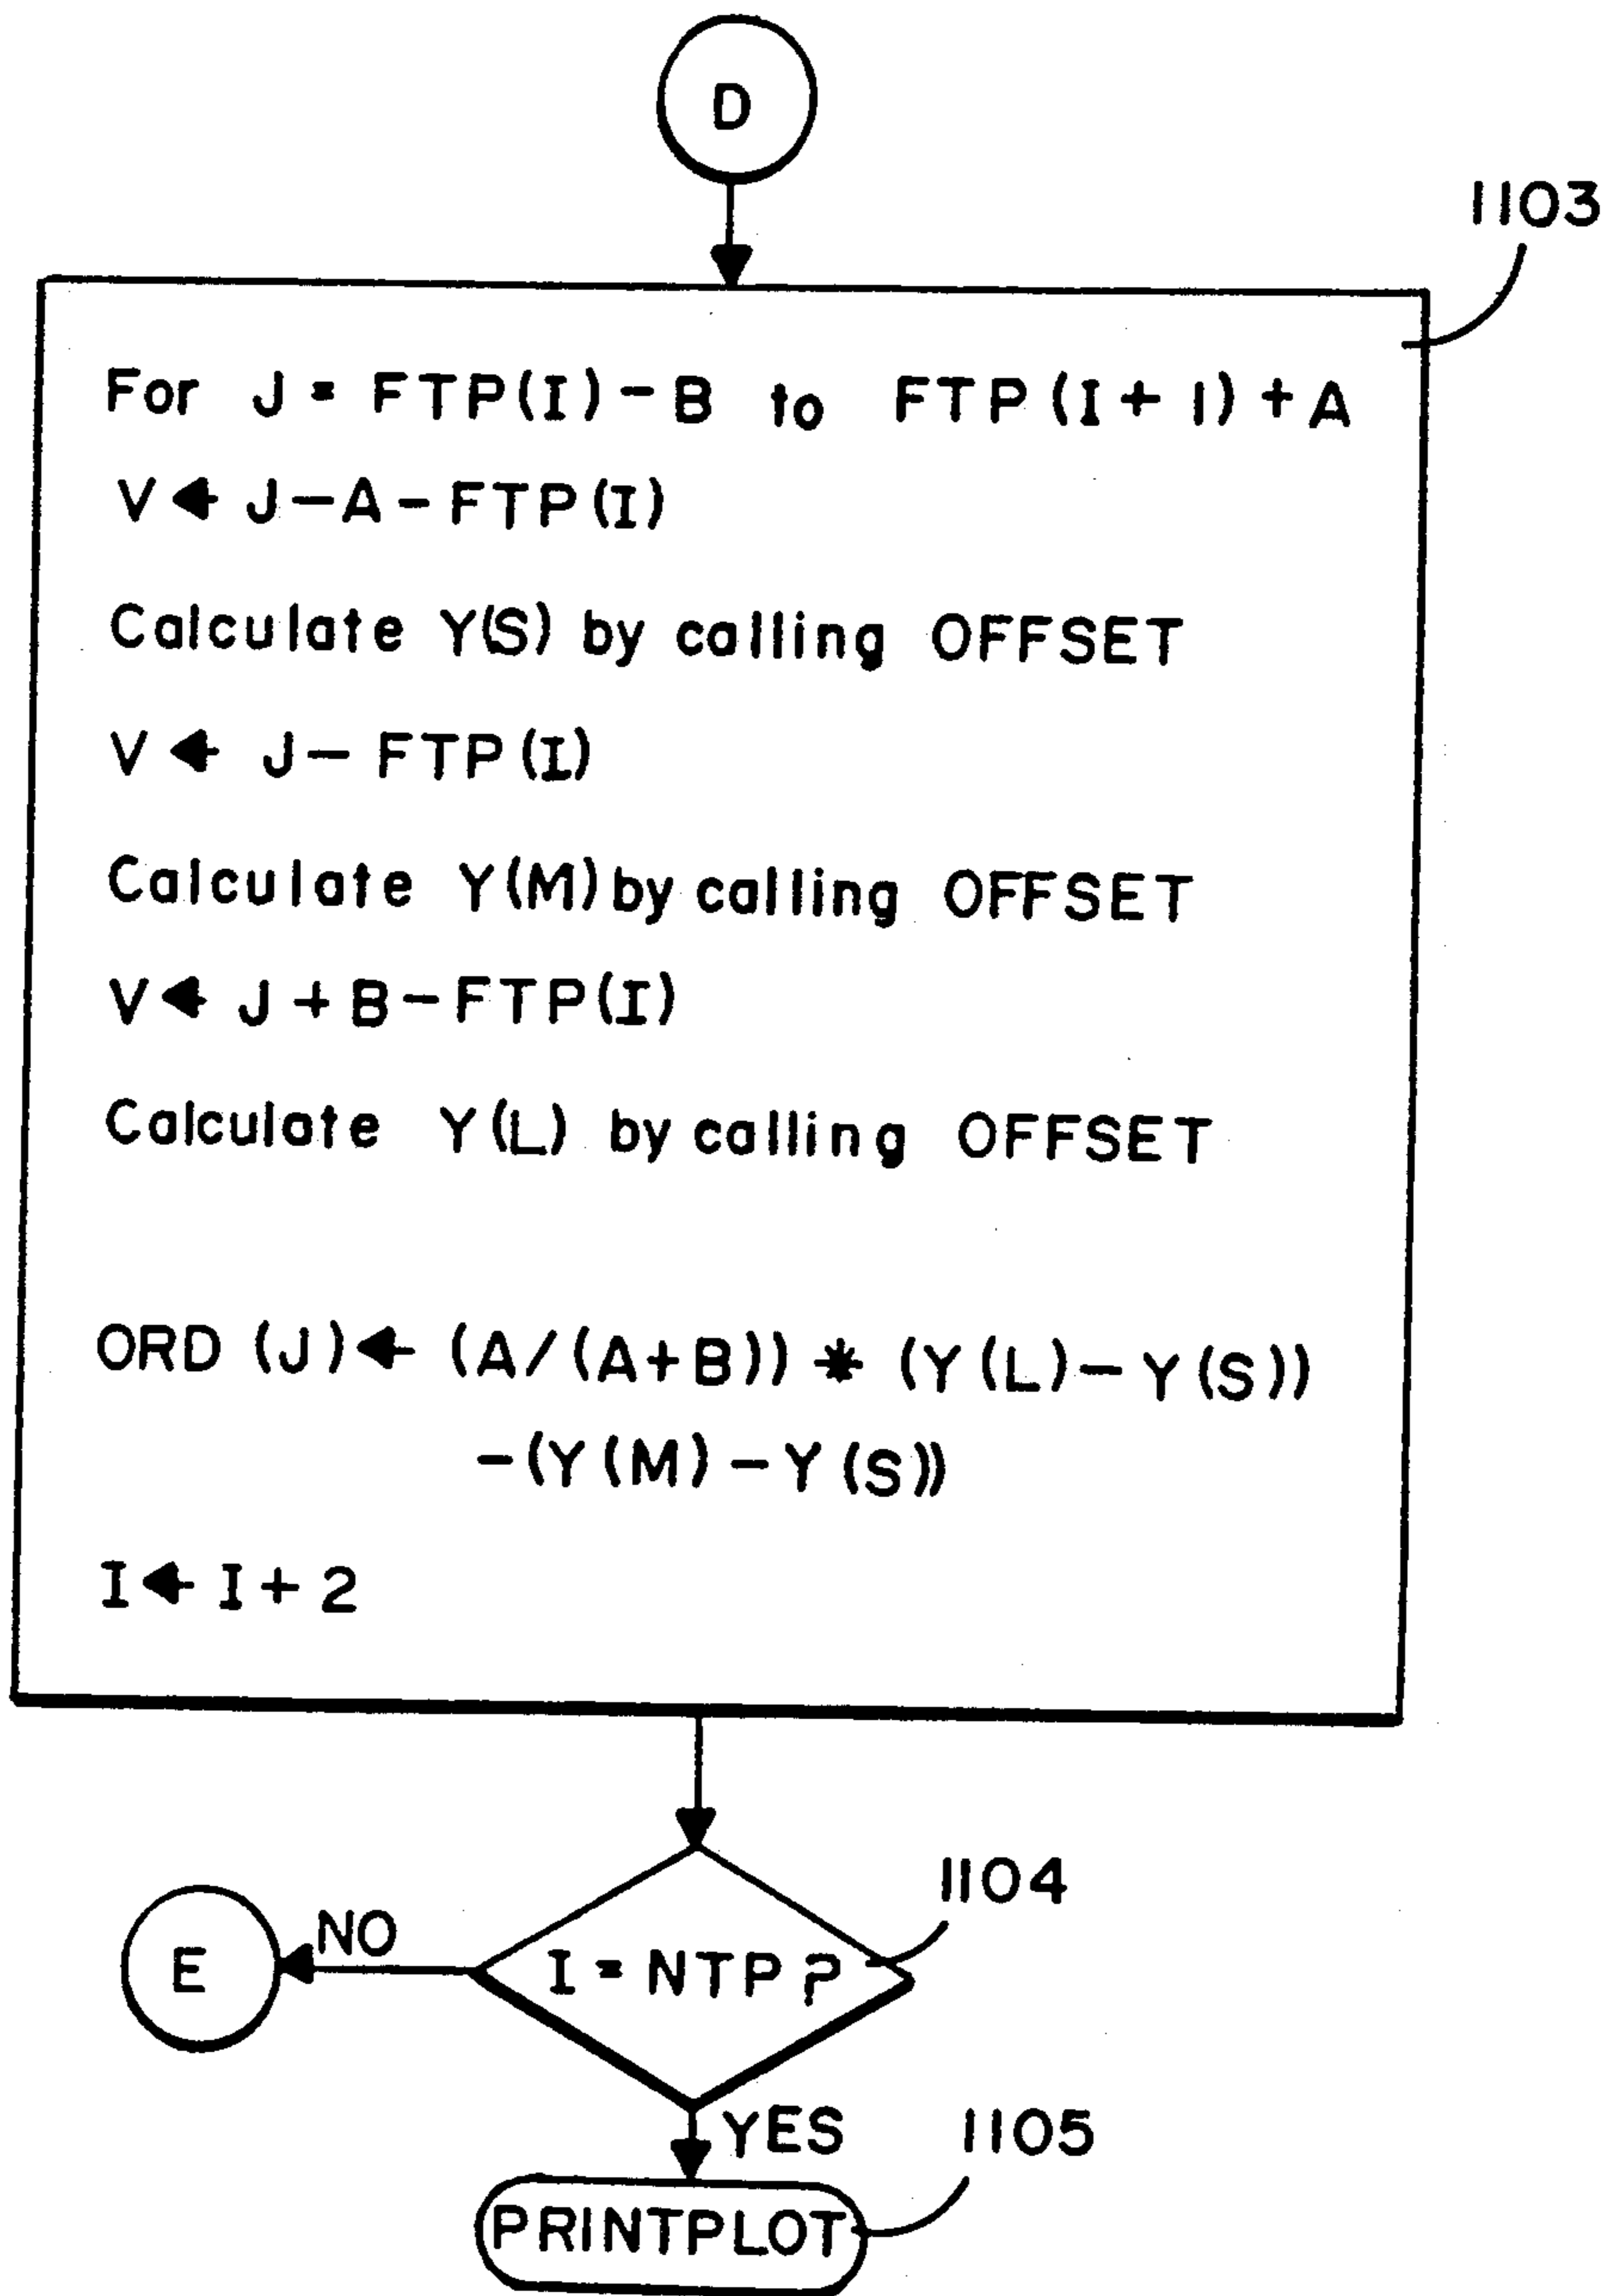 D
1103
For J = FTP(I) - B to FTP(I + 1) + A
V ← J - A - FTP(I)
Calculate Y(S) by calling OFFSET
V ← J - FTP(I)
Calculate Y(M) by calling OFFSET
V ← J + B - FTP(I)
Calculate Y(L) by calling OFFSET
ORD (J) ← (A/(A+B)) * (Y(L) - Y(S))
-(Y(M) - Y(S))
I ← I + 2
1104
NO
E
I = NTP?
YES
1105
PRINTPLOT